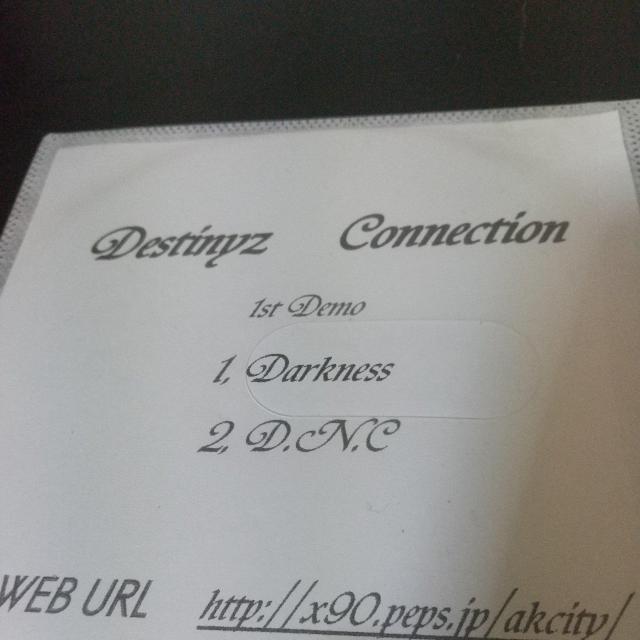 Destinyz Connection
1st Demo
1, Darkness
2, D.N.C
WEB URL http://x90.peps.jp/akcity/